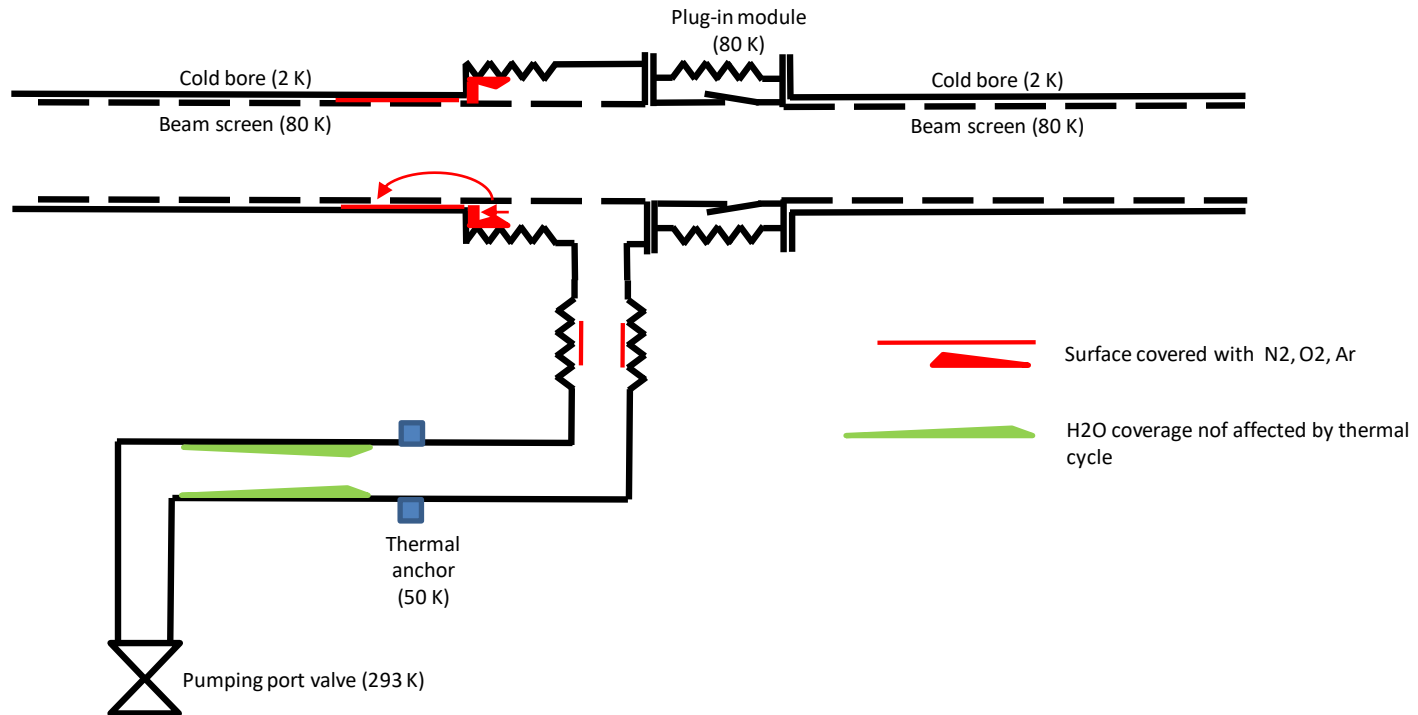 Plug-in module
(80 K)
Cold bore (2 K)
Cold bore (2 K)
Beam screen (80 K)
Beam screen (80 K)
Surface covered with N2, O2, Ar
H2O coverage nof affected by thermal
cycle
Thermal
anchor
(50 K)
Pumping port valve (293 K)